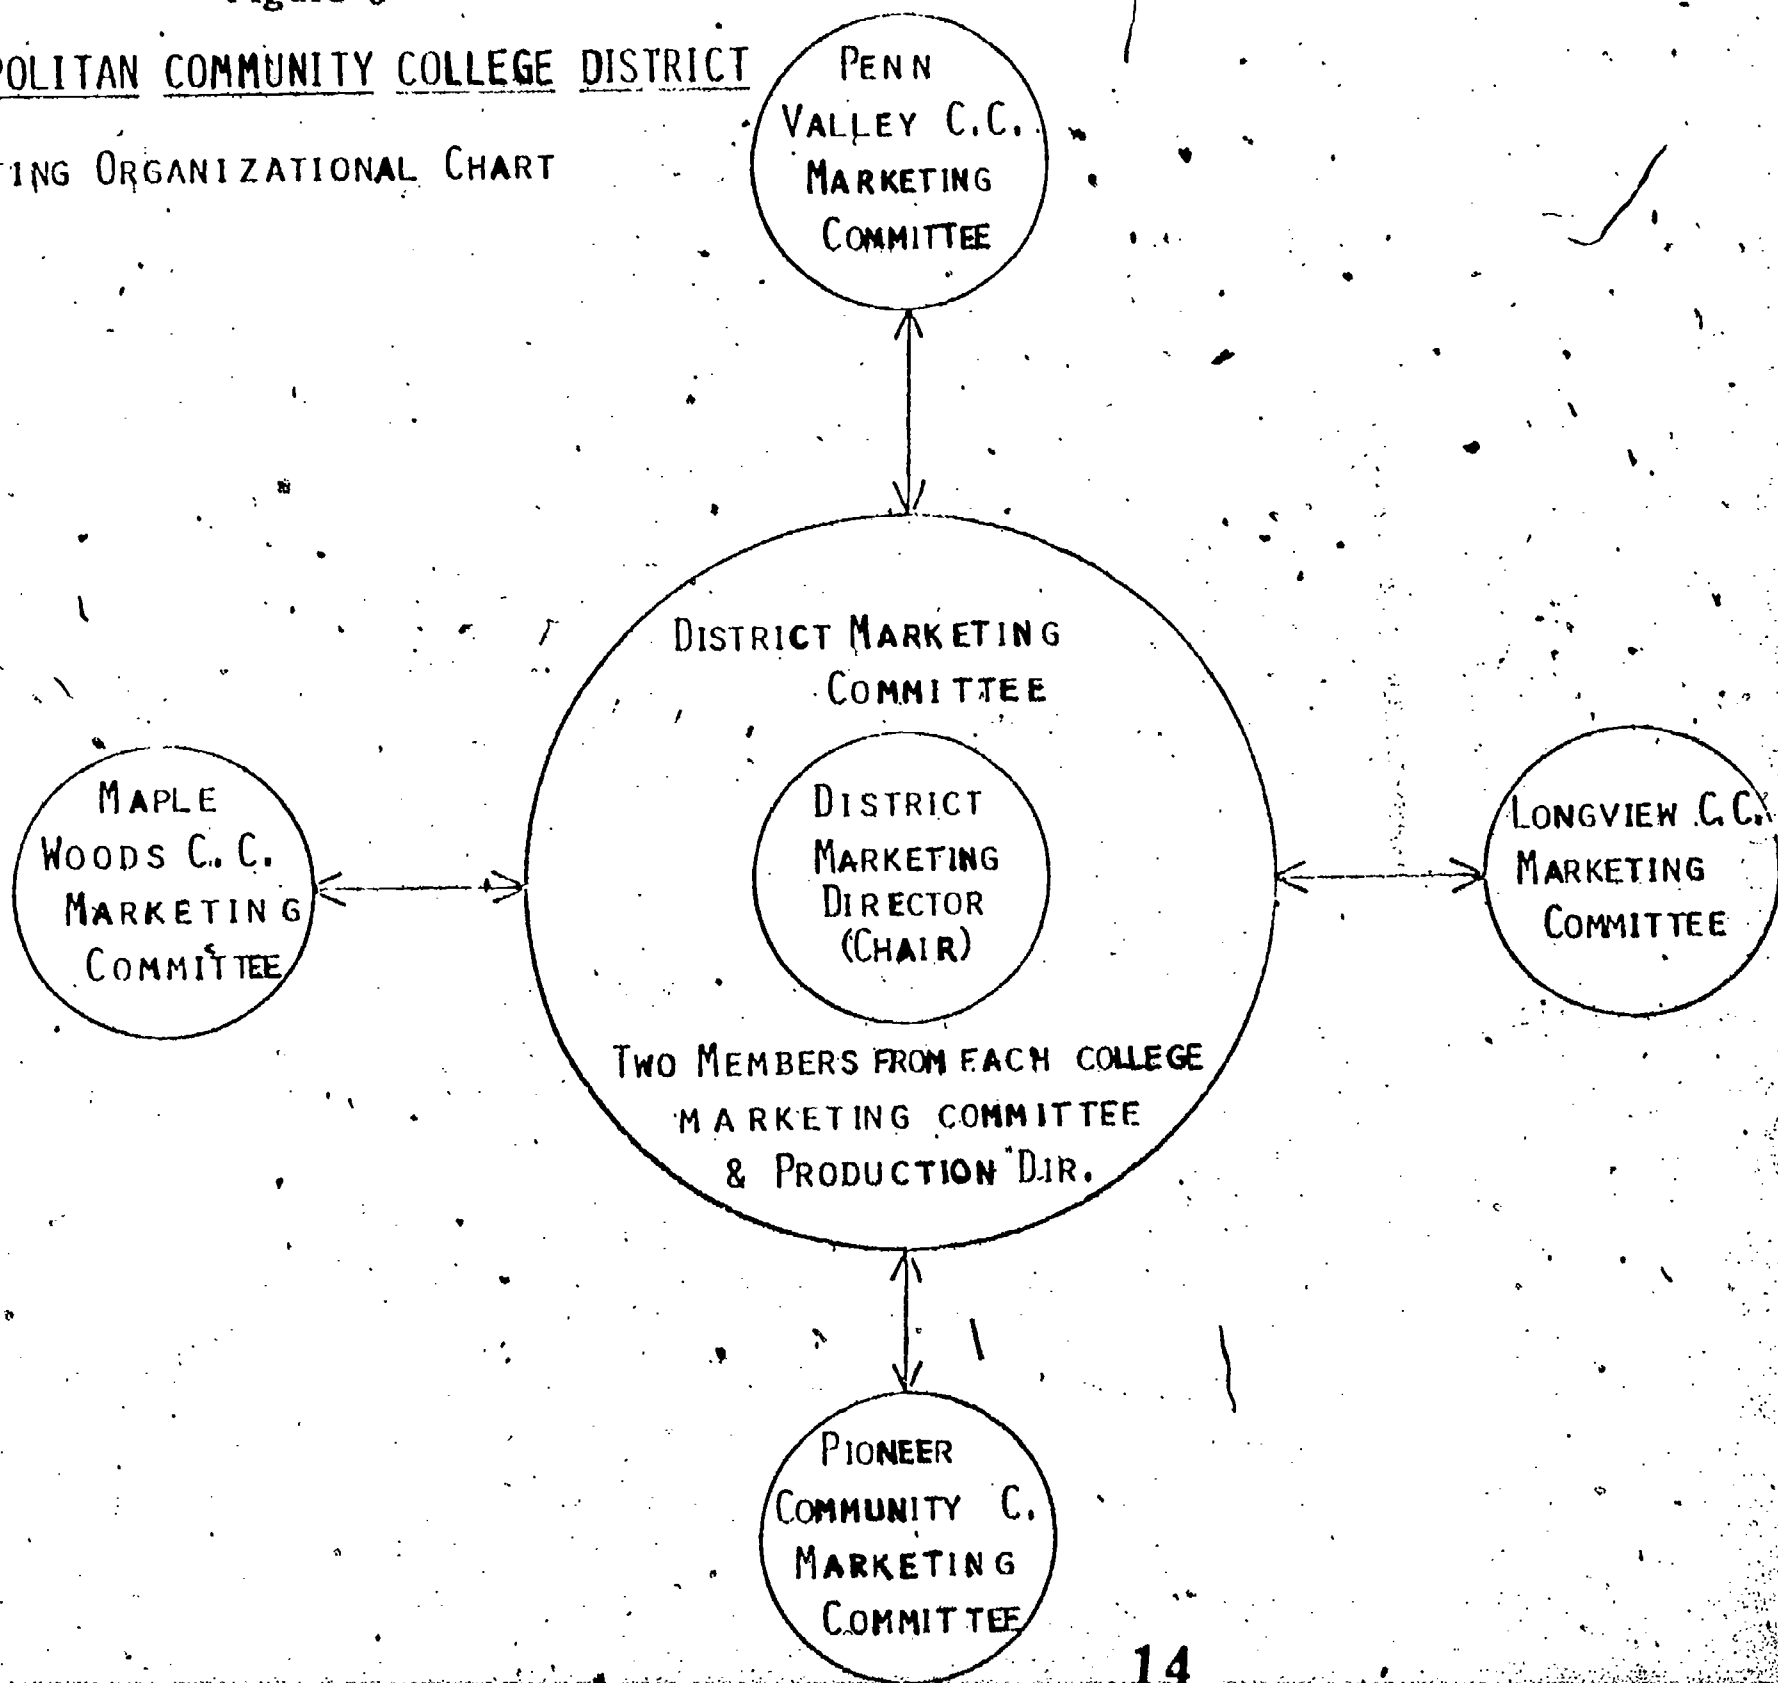 POLITAN COMMUNITY COLLEGE DISTRICT
TING ORGANIZATIONAL CHART
PENN
VALLEY C.C.
MARKETING
COMMITTEE
DISTRICT MARKETING
COMMITTEE
DISTRICT
MARKETING
DIRECTOR
(CHAIR)
TWO MEMBERS FROM EACH COLLEGE
MARKETING COMMITTEE
& PRODUCTION DIR.
MAPLE
WOODS C.C.
MARKETING
COMMITTEE
LONGVIEW C.C.
MARKETING
COMMITTEE
PIONEER
COMMUNITY C.
MARKETING
COMMITTEE
14